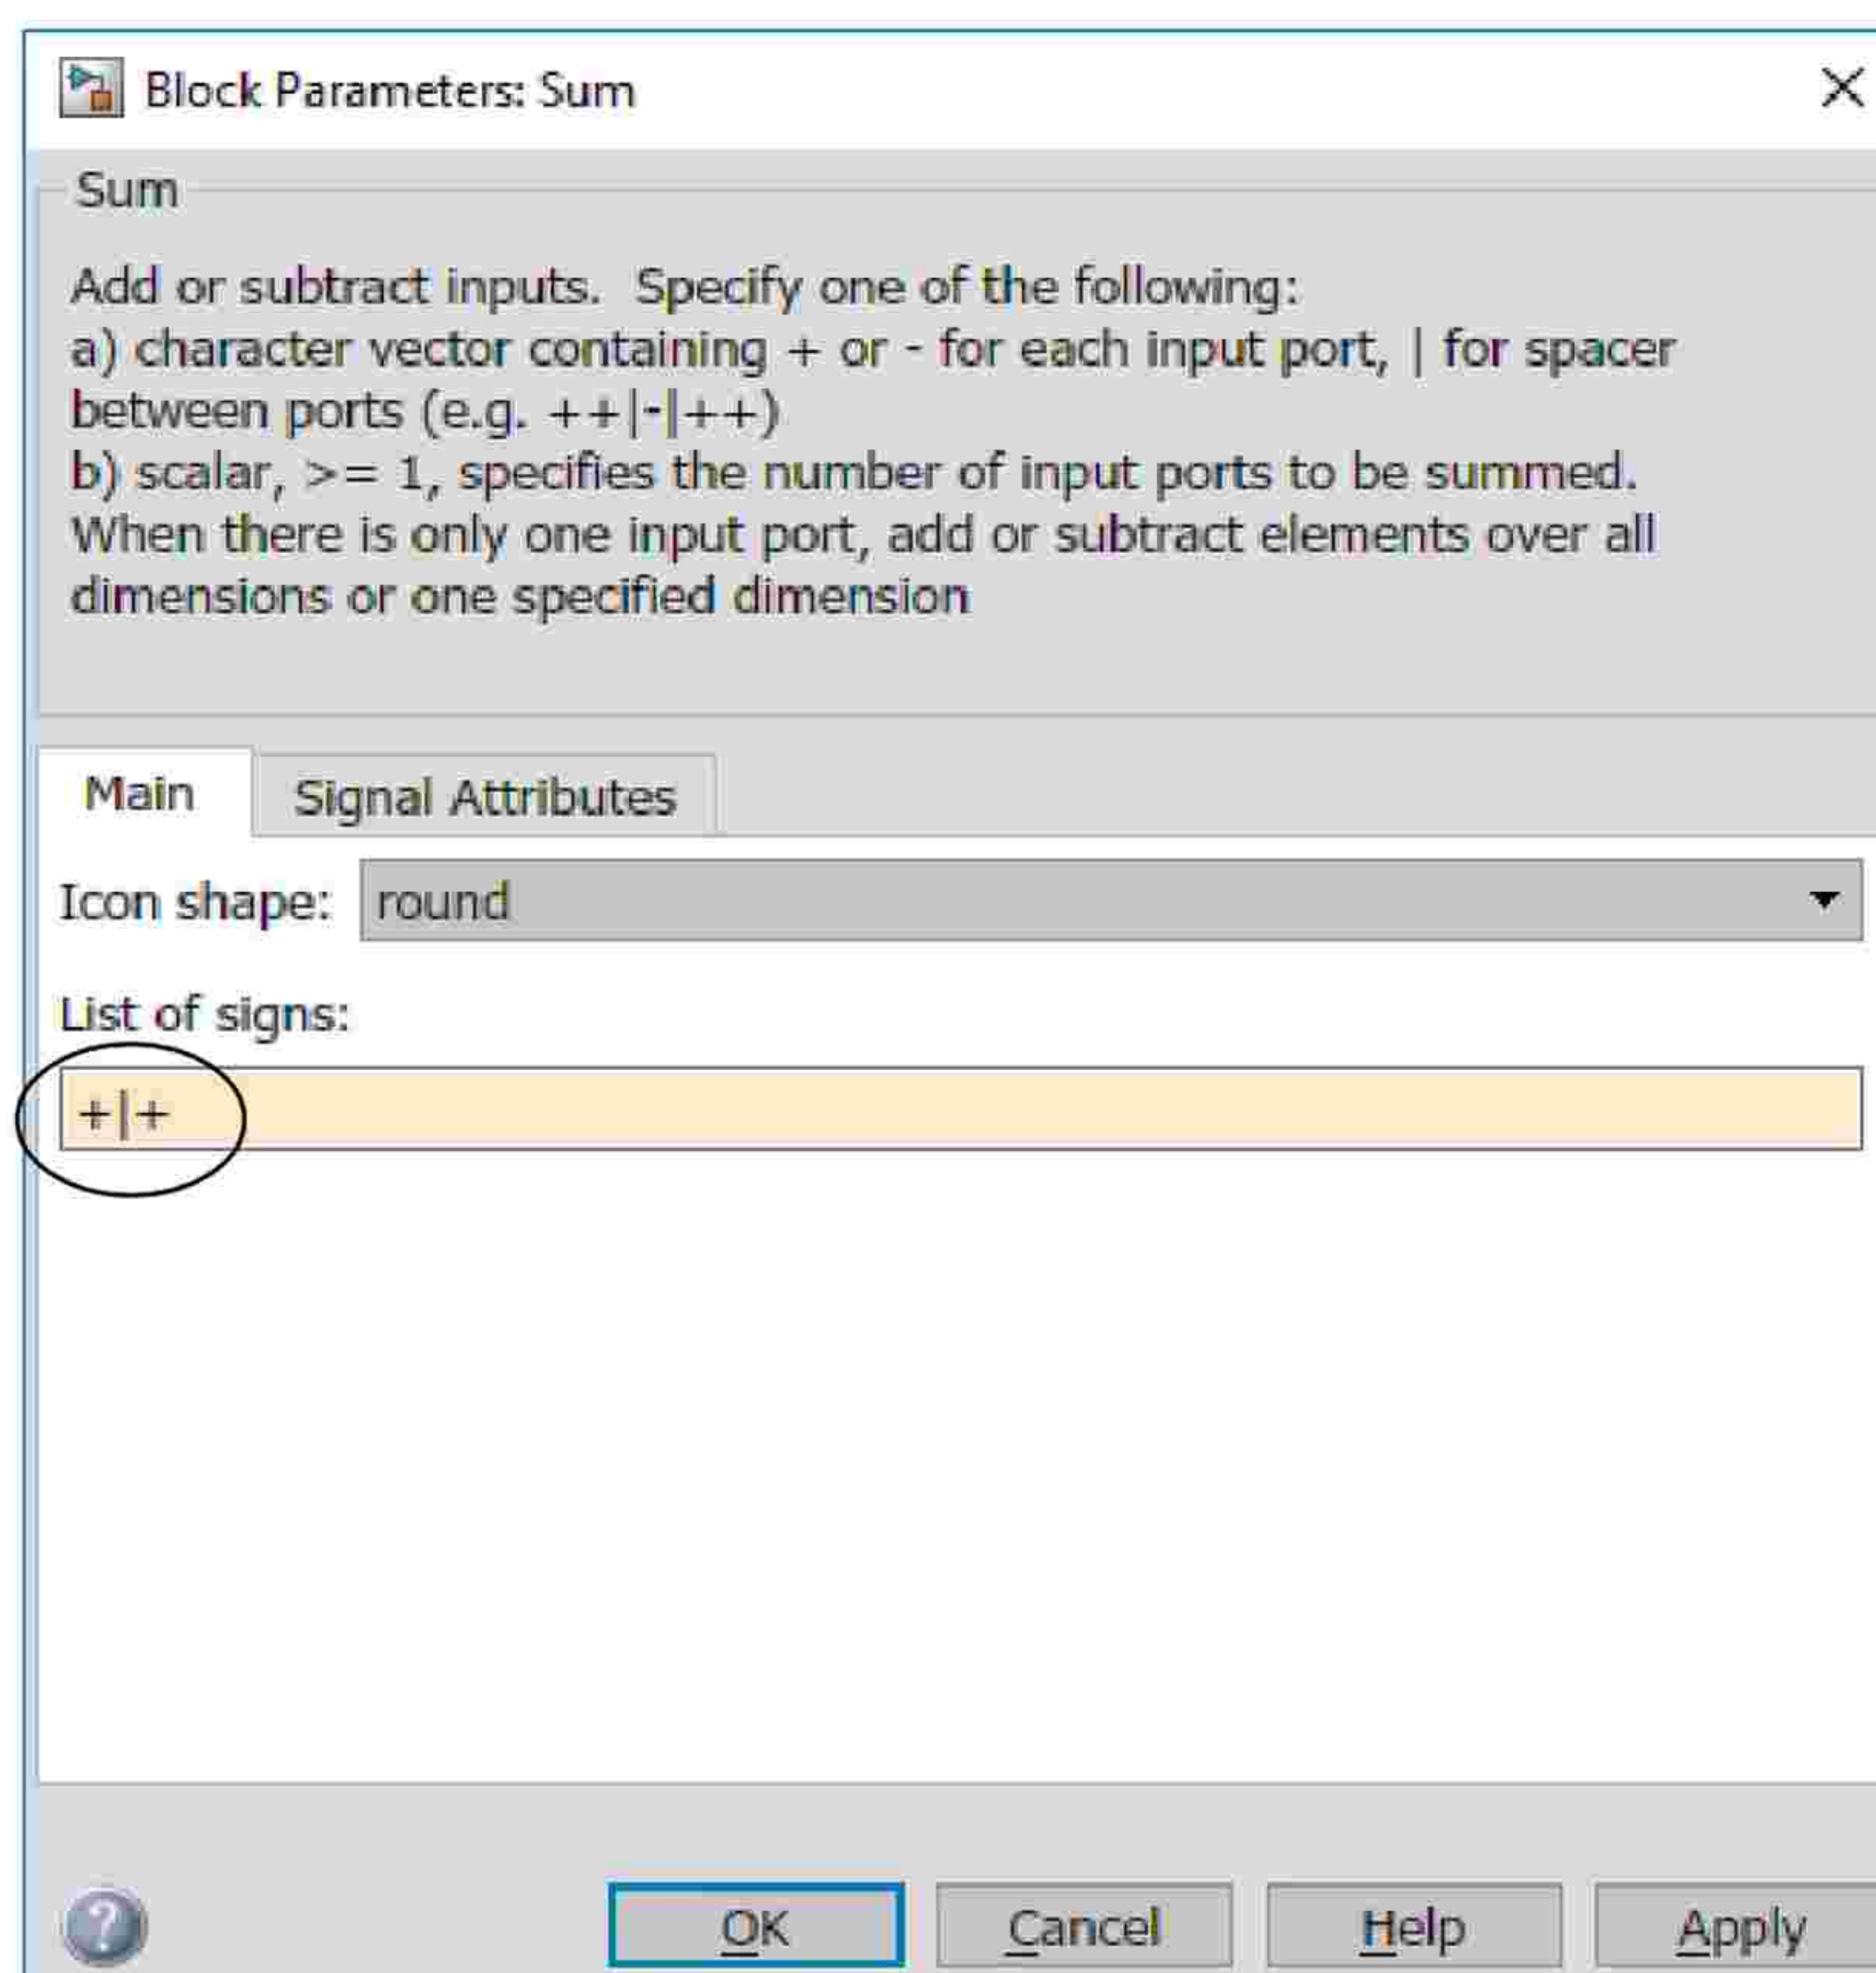 Block Parameters: Sum
Sum
Add or subtract inputs.  Specify one of the following:
a) character vector containing + or - for each input port, | for spacer
between ports (e.g. ++|-|++)
b) scalar, >= 1, specifies the number of input ports to be summed.
When there is only one input port, add or subtract elements over all
dimensions or one specified dimension
Main Signal Attributes
Icon shape: round
List of signs:
+|+
? OK Cancel Help Apply